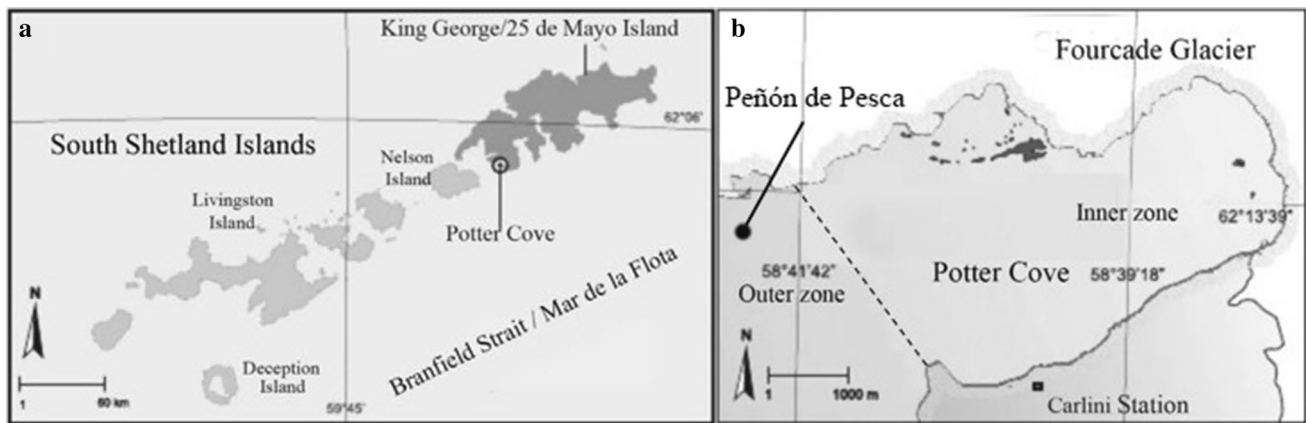 a
King George/25 de Mayo Island
62°06′
South Shetland Islands
Nelson
Island
Livingston
Island
Potter Cove
Branfield Strait / Mar de la Flota
N
Deception
Island
1
60 km
59°45′
b
Fourcade Glacier
Peñón de Pesca
Inner zone
62°13′39″
58°41′42″
Potter Cove
58°39′18″
Outer zone
N
1
1000 m
Carlini Station